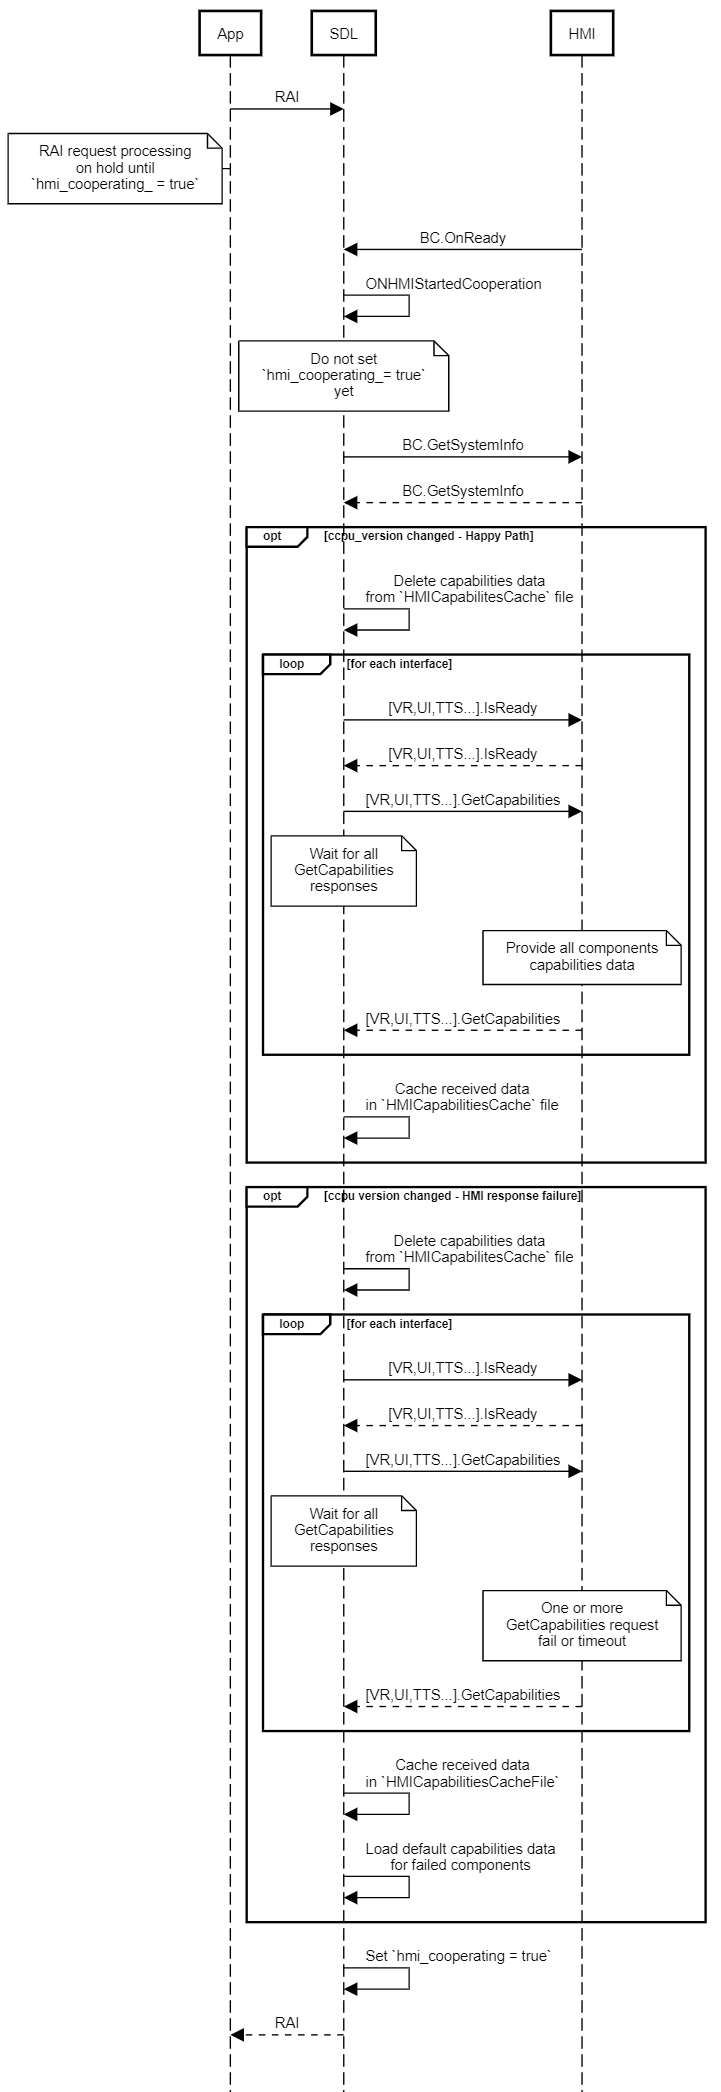 App
SDL
HMI
RAI
RAI request processing
on hold until
`hmi_cooperating_ = true`
BC.OnReady
ONHMIStartedCooperation
Do not set
`hmi_cooperating_= true`
yet
BC.GetSystemInfo
BC.GetSystemInfo
opt
[ccpu_version changed - Happy Path]
Delete capabilities data
from `HMICapabilitesCache` file
loop
[for each interface]
[VR,UI,TTS...].IsReady
[VR,UI,TTS...].IsReady
[VR,UI,TTS...].GetCapabilities
Wait for all
GetCapabilities
responses
Provide all components
capabilities data
[VR,UI,TTS...].GetCapabilities
Cache received data
in `HMICapabilitiesCache` file
opt
[ccpu version changed - HMI response failure]
Delete capabilities data
from `HMICapabilitesCache` file
loop
[for each interface]
[VR,UI,TTS...].IsReady
[VR,UI,TTS...].IsReady
[VR,UI,TTS...].GetCapabilities
Wait for all
GetCapabilities
responses
One or more
GetCapabilities request
fail or timeout
[VR,UI,TTS...].GetCapabilities
Cache received data
in `HMICapabilitiesCacheFile`
Load default capabilities data
for failed components
Set `hmi_cooperating = true`
RAI